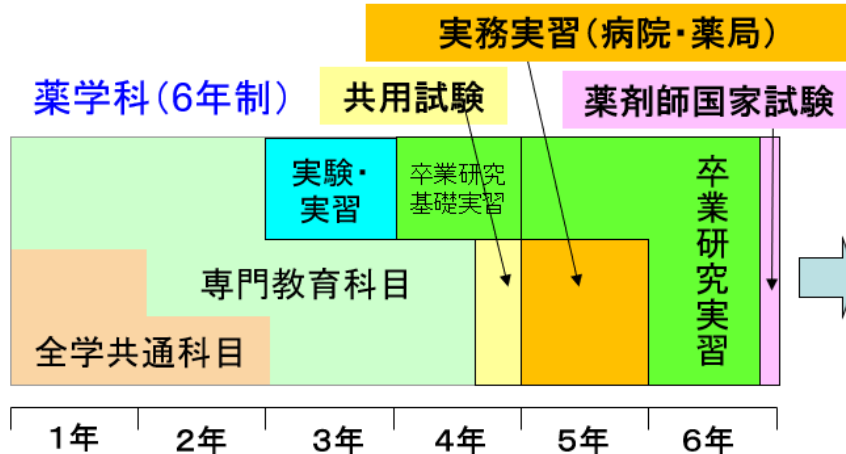 実務実習(病院・薬局)
薬学科(6年制)
共用試験
薬剤師国家試験
実験・
実習
卒業研究
基礎実習
卒業研究実習
専門教育科目
全学共通科目
1年
2年
3年
4年
5年
6年